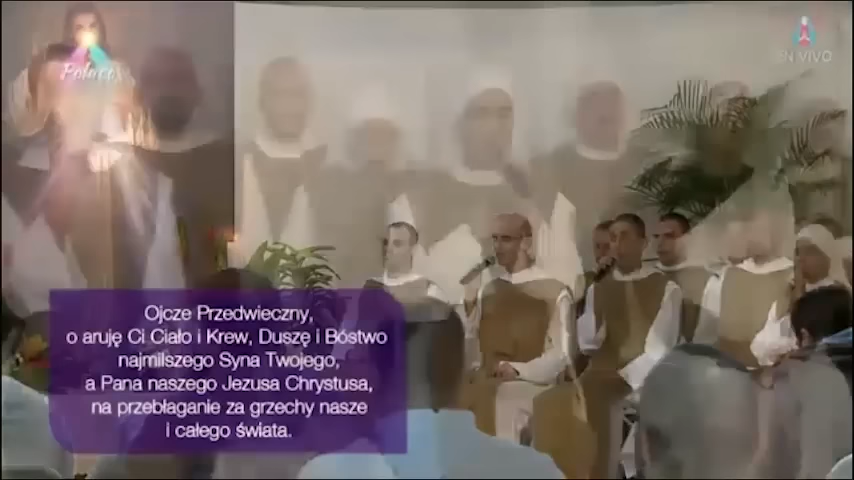 Polaco
EN VIVO
Ojcze Przedwieczny,
o aruję Ci Ciało i Krew, Duszę i Bóstwo
najmilszego Syna Twojego,
a Pana naszego Jezusa Chrystusa,
na przebłaganie za grzechy nasze
i całego świata.